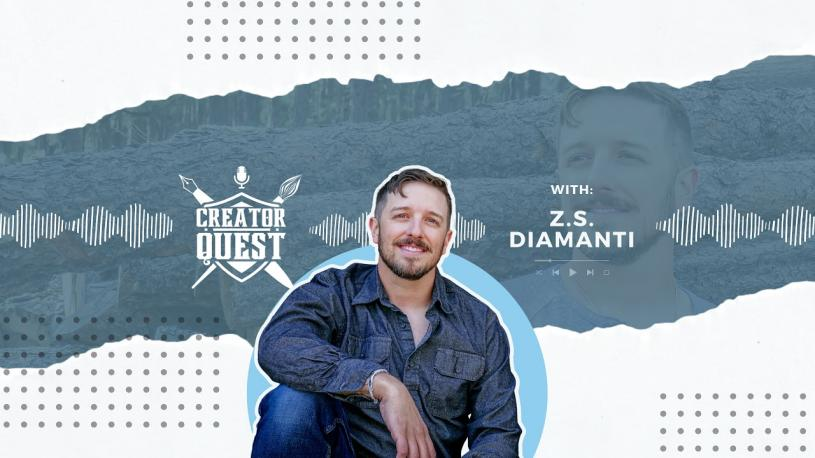 CREATOR
QUEST
WITH:
Z.S.
DIAMANTI